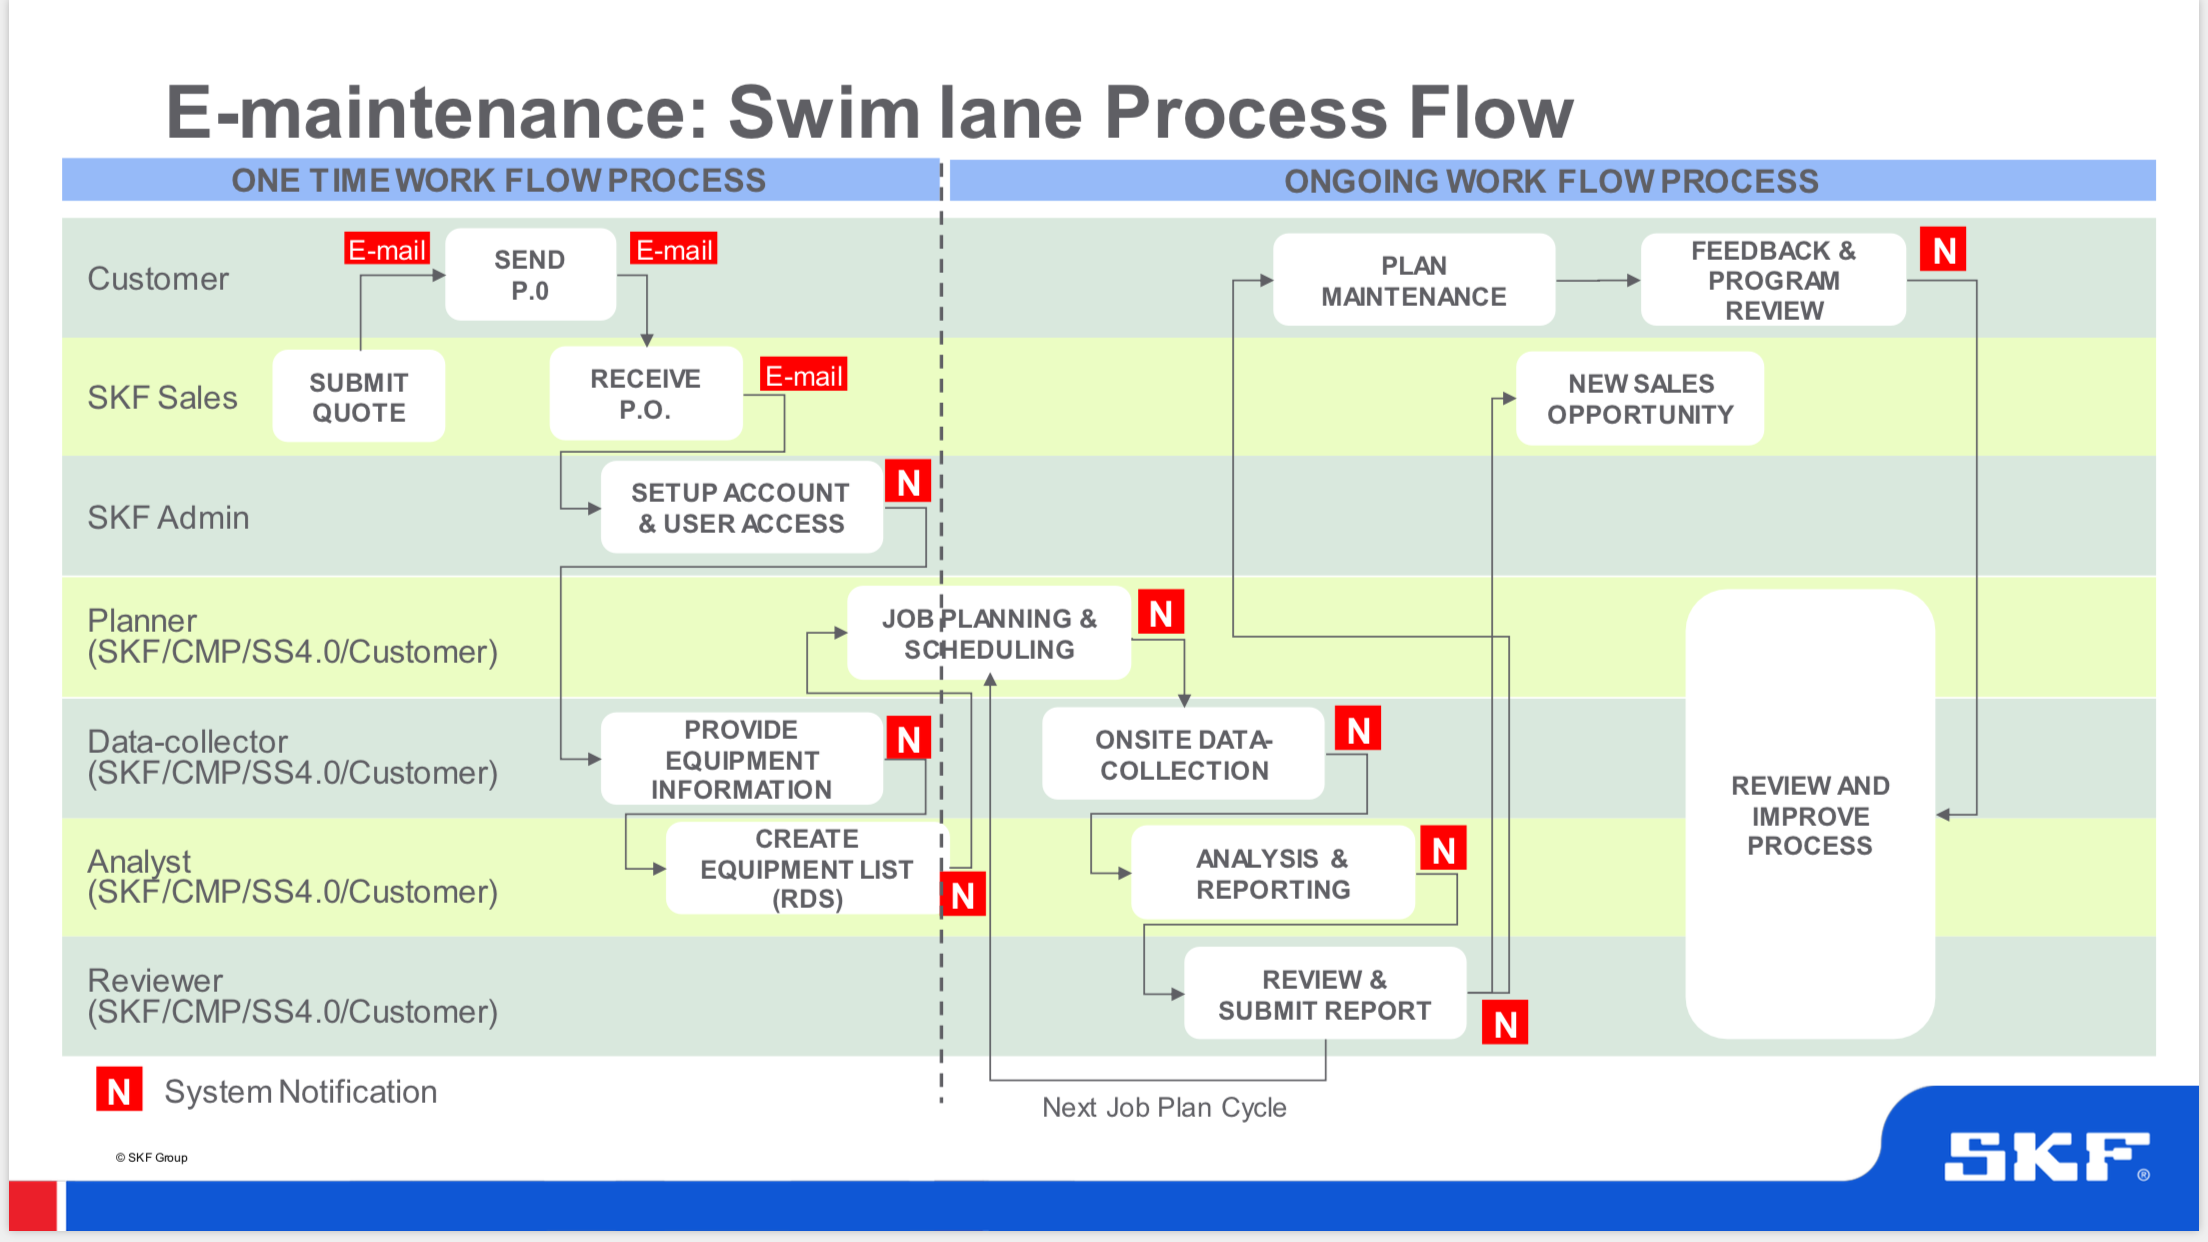 E-maintenance: Swim lane Process Flow
ONE TIME WORK FLOW PROCESS
ONGOING WORK FLOW PROCESS
Customer
E-mail
SEND
P.0
E-mail
PLAN
MAINTENANCE
FEEDBACK &
PROGRAM
REVIEW
N
SKF Sales
SUBMIT
QUOTE
RECEIVE
P.O.
E-mail
NEW SALES
OPPORTUNITY
SKF Admin
SETUP ACCOUNT
& USER ACCESS
N
Planner
(SKF/CMP/SS4.0/Customer)
JOB PLANNING &
SCHEDULING
N
Data-collector
(SKF/CMP/SS4.0/Customer)
PROVIDE
EQUIPMENT
INFORMATION
N
ONSITE DATA-
COLLECTION
N
REVIEW AND
IMPROVE
PROCESS
Analyst
(SKF/CMP/SS4.0/Customer)
CREATE
EQUIPMENT LIST
(RDS)
N
ANALYSIS &
REPORTING
N
Reviewer
(SKF/CMP/SS4.0/Customer)
REVIEW &
SUBMIT REPORT
N
N System Notification
Next Job Plan Cycle
© SKF Group
SKF®